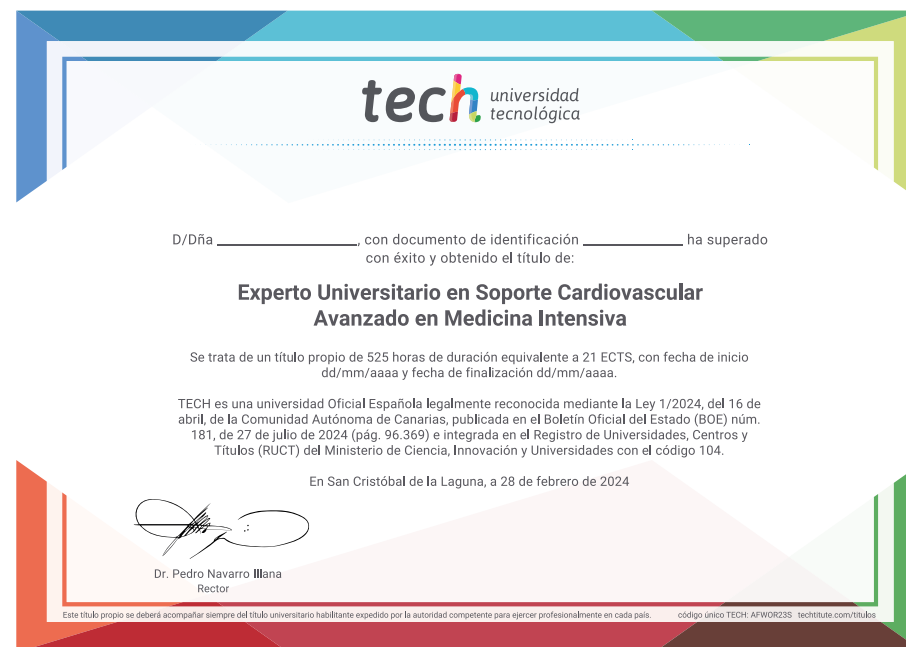 tech universidad
tecnológica
D/Dña ____________, con documento de identificación ____________ ha superado
con éxito y obtenido el título de:
Experto Universitario en Soporte Cardiovascular
Avanzado en Medicina Intensiva
Se trata de un título propio de 525 horas de duración equivalente a 21 ECTS, con fecha de inicio
dd/mm/aaaa y fecha de finalización dd/mm/aaaa.
TECH es una universidad Oficial Española legalmente reconocida mediante la Ley 1/2024, del 16 de
abril, de la Comunidad Autónoma de Canarias, publicada en el Boletín Oficial del Estado (BOE) núm.
181, de 27 de julio de 2024 (pág. 96.369) e integrada en el Registro de Universidades, Centros y
Títulos (RUCT) del Ministerio de Ciencia, Innovación y Universidades con el código 104.
En San Cristóbal de la Laguna, a 28 de febrero de 2024
Dr. Pedro Navarro Illana
Rector
Este título propio se deberá acompañar siempre del título universitario habilitante expedido por la autoridad competente para ejercer profesionalmente en cada país. código único TECH: AFWOR23S techtitute.com/titulos